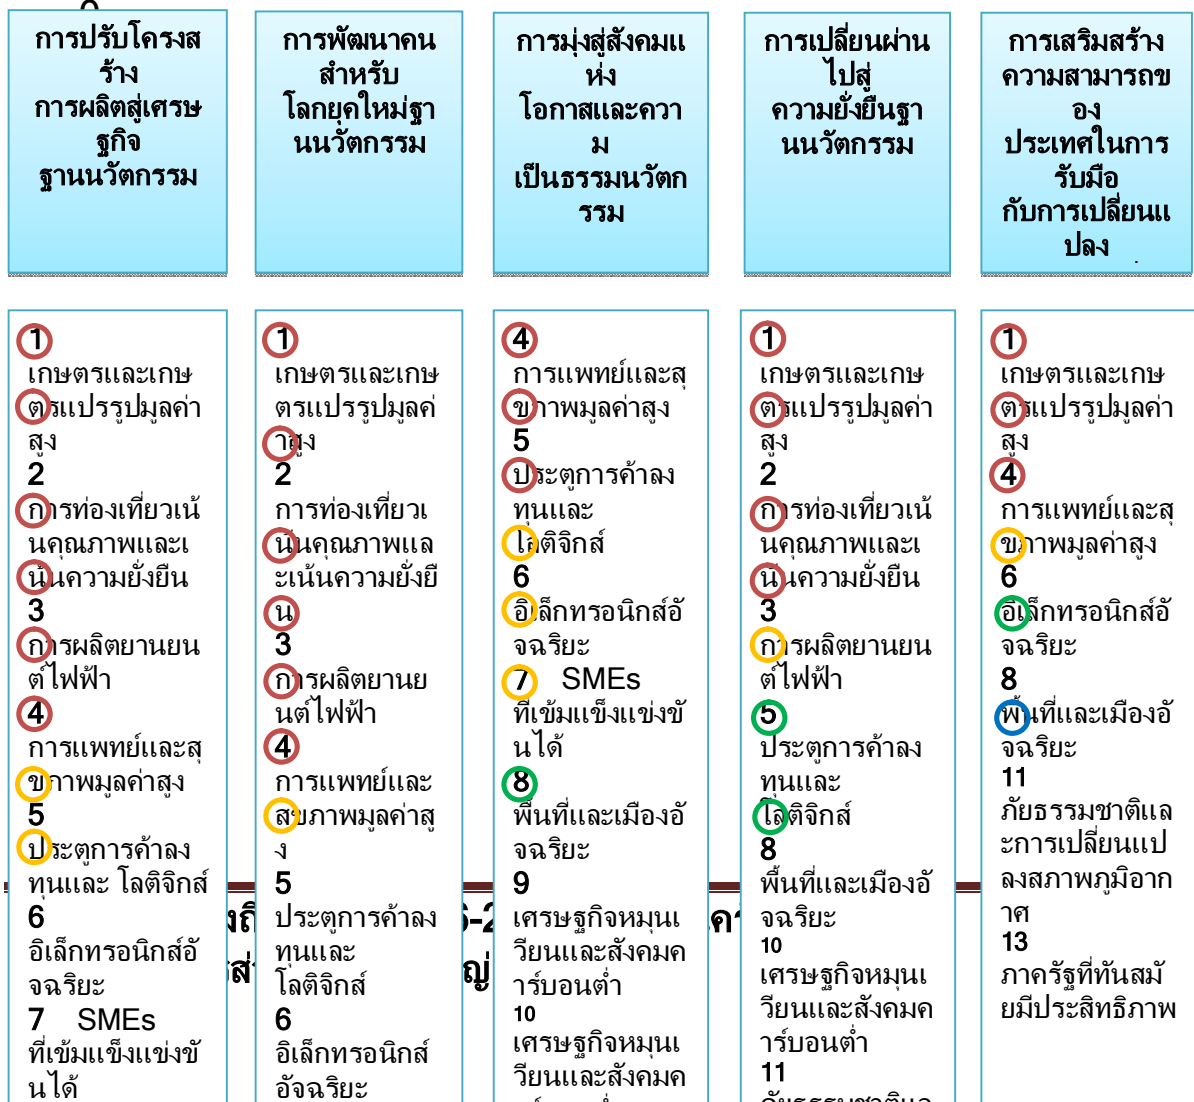 การปรับโครงส
ร้าง
การผลิตสู่เศรษ
ฐกิจ
ฐานนวัตกรรม
การพัฒนาคน
สำหรับ
โลกยุคใหม่ฐา
นนวัตกรรม
การมุ่งสู่สังคมแ
ห่ง
โอกาสและควา
ม
เป็นธรรมนวัตก
รรม
การเปลี่ยนผ่าน
ไปสู่
ความยั่งยืนฐา
นนวัตกรรม
การเสริมสร้าง
ความสามารถข
อง
ประเทศในการ
รับมือ
กับการเปลี่ยนแ
ปลง
1
เกษตรและเกษ
ตรแปรรูปมูลค่า
สูง
2
การท่องเที่ยวเน้
นคุณภาพและเ
น้นความยั่งยืน
3
การผลิตยานยน
ต์ไฟฟ้า
4
การแพทย์และสุ
ขภาพมูลค่าสูง
5
ประตูการค้าลง
ทุนและ โลติจิกส์
6
อิเล็กทรอนิกส์อั
จฉริยะ
7 SMEs
ที่เข้มแข็งแข่งขั
นได้
1
เกษตรและเกษ
ตรแปรรูปมูลค่
าสูง
2
การท่องเที่ยวเ
น้นคุณภาพแล
ะเน้นความยั่งยื
น
3
การผลิตยานย
นต์ไฟฟ้า
4
การแพทย์และ
สุขภาพมูลค่าสู
ง
5
ประตูการค้าลง
ทุนและ
โลติจิกส์
6
อิเล็กทรอนิกส์
อัจฉริยะ
4
การแพทย์และสุ
ขภาพมูลค่าสูง
5
ประตูการค้าลง
ทุนและ
โลติจิกส์
6
อิเล็กทรอนิกส์อั
จฉริยะ
7 SMEs
ที่เข้มแข็งแข่งขั
นได้
8
พื้นที่และเมืองอั
จฉริยะ
9
เศรษฐกิจหมุนเ
วียนและสังคมค
าร์บอนต่ำ
10
เศรษฐกิจหมุนเ
วียนและสังคมค
1
เกษตรและเกษ
ตรแปรรูปมูลค่า
สูง
2
การท่องเที่ยวเน้
นคุณภาพและเ
น้นความยั่งยืน
3
การผลิตยานยน
ต์ไฟฟ้า
5
ประตูการค้าลง
ทุนและ
โลติจิกส์
8
พื้นที่และเมืองอั
จฉริยะ
10
เศรษฐกิจหมุนเ
วียนและสังคมค
าร์บอนต่ำ
11
1
เกษตรและเกษ
ตรแปรรูปมูลค่า
สูง
4
การแพทย์และสุ
ขภาพมูลค่าสูง
6
อิเล็กทรอนิกส์อั
จฉริยะ
8
พื้นที่และเมืองอั
จฉริยะ
11
ภัยธรรมชาติแล
ะการเปลี่ยนแป
ลงสภาพภูมิอาก
าศ
13
ภาครัฐที่ทันสมั
ยมีประสิทธิภาพ